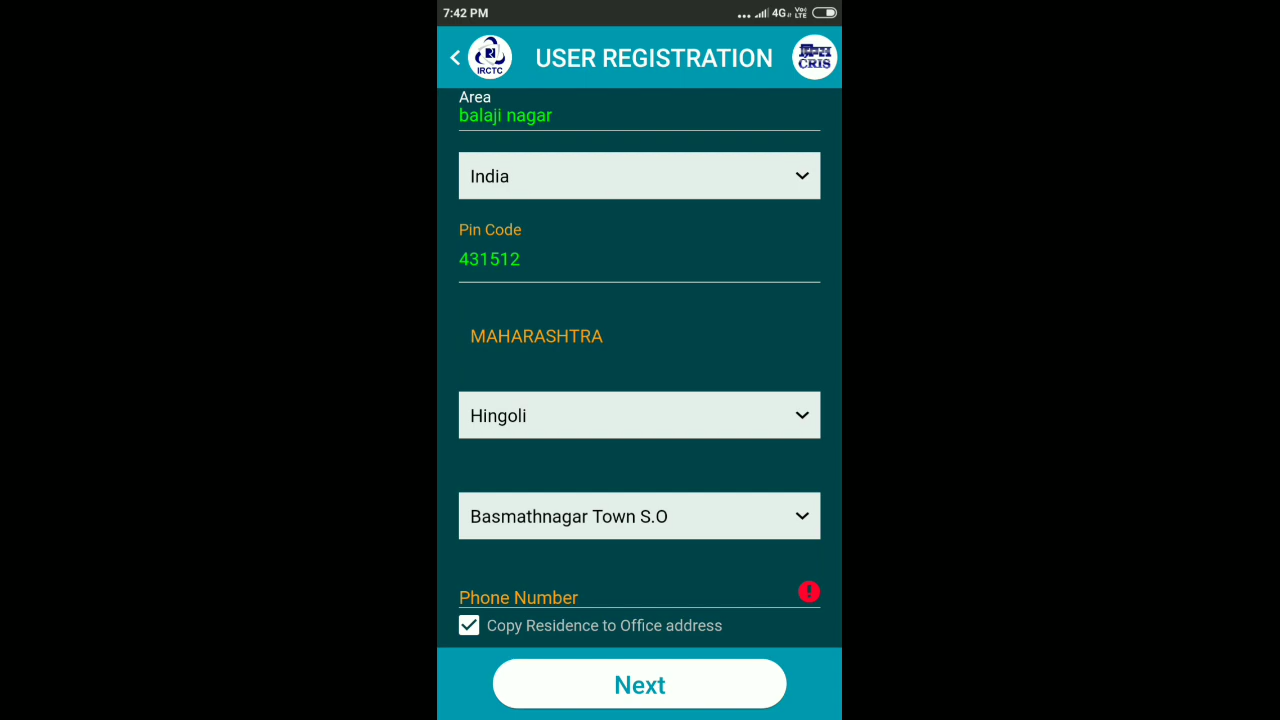 7:42 PM
4G
VoLTE
IRCTC
USER REGISTRATION
CRIS
Area
balaji nagar
India
Pin Code
431512
MAHARASHTRA
Hingoli
Basmathnagar Town S.O
Phone Number
Copy Residence to Office address
Next